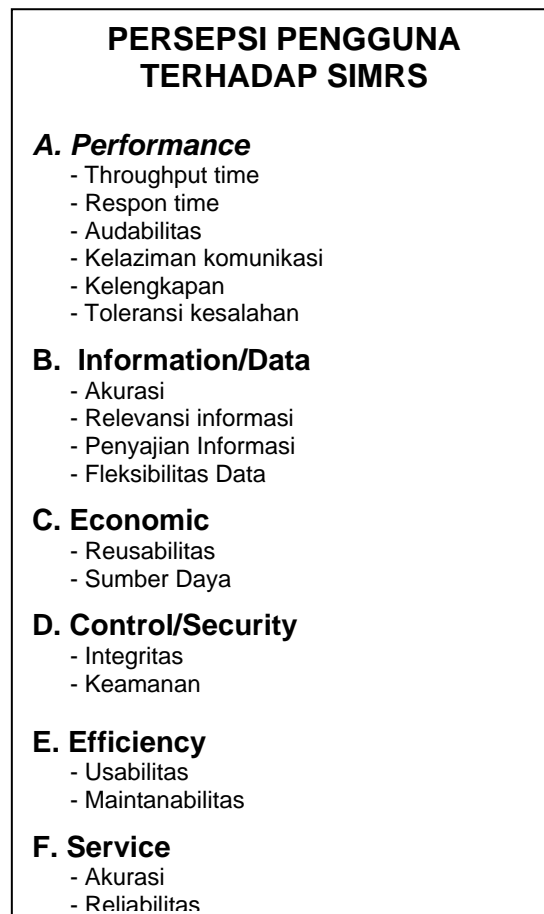 PERSEPSI PENGGUNA
TERHADAP SIMRS
A. Performance
- Throughput time
- Respon time
- Audabilitas
- Kelaziman komunikasi
- Kelengkapan
- Toleransi kesalahan
B. Information/Data
- Akurasi
- Relevansi informasi
- Penyajian Informasi
- Fleksibilitas Data
C. Economic
- Reusabilitas
- Sumber Daya
D. Control/Security
- Integritas
- Keamanan
E. Efficiency
- Usabilitas
- Maintanabilitas
F. Service
- Akurasi
- Reliabilitas